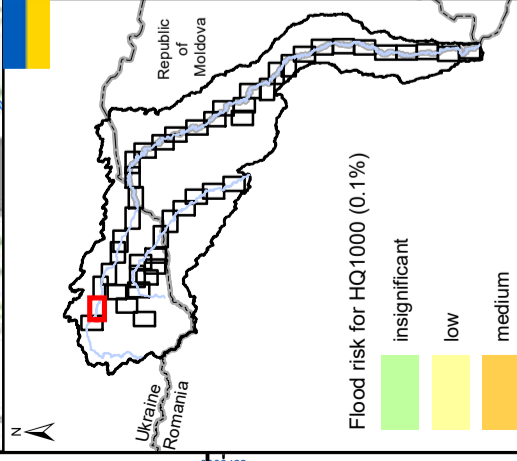 N
Republic
of
Moldova
Ukraine
Romania
Flood risk for HQ1000 (0.1%)
insignificant
low
medium